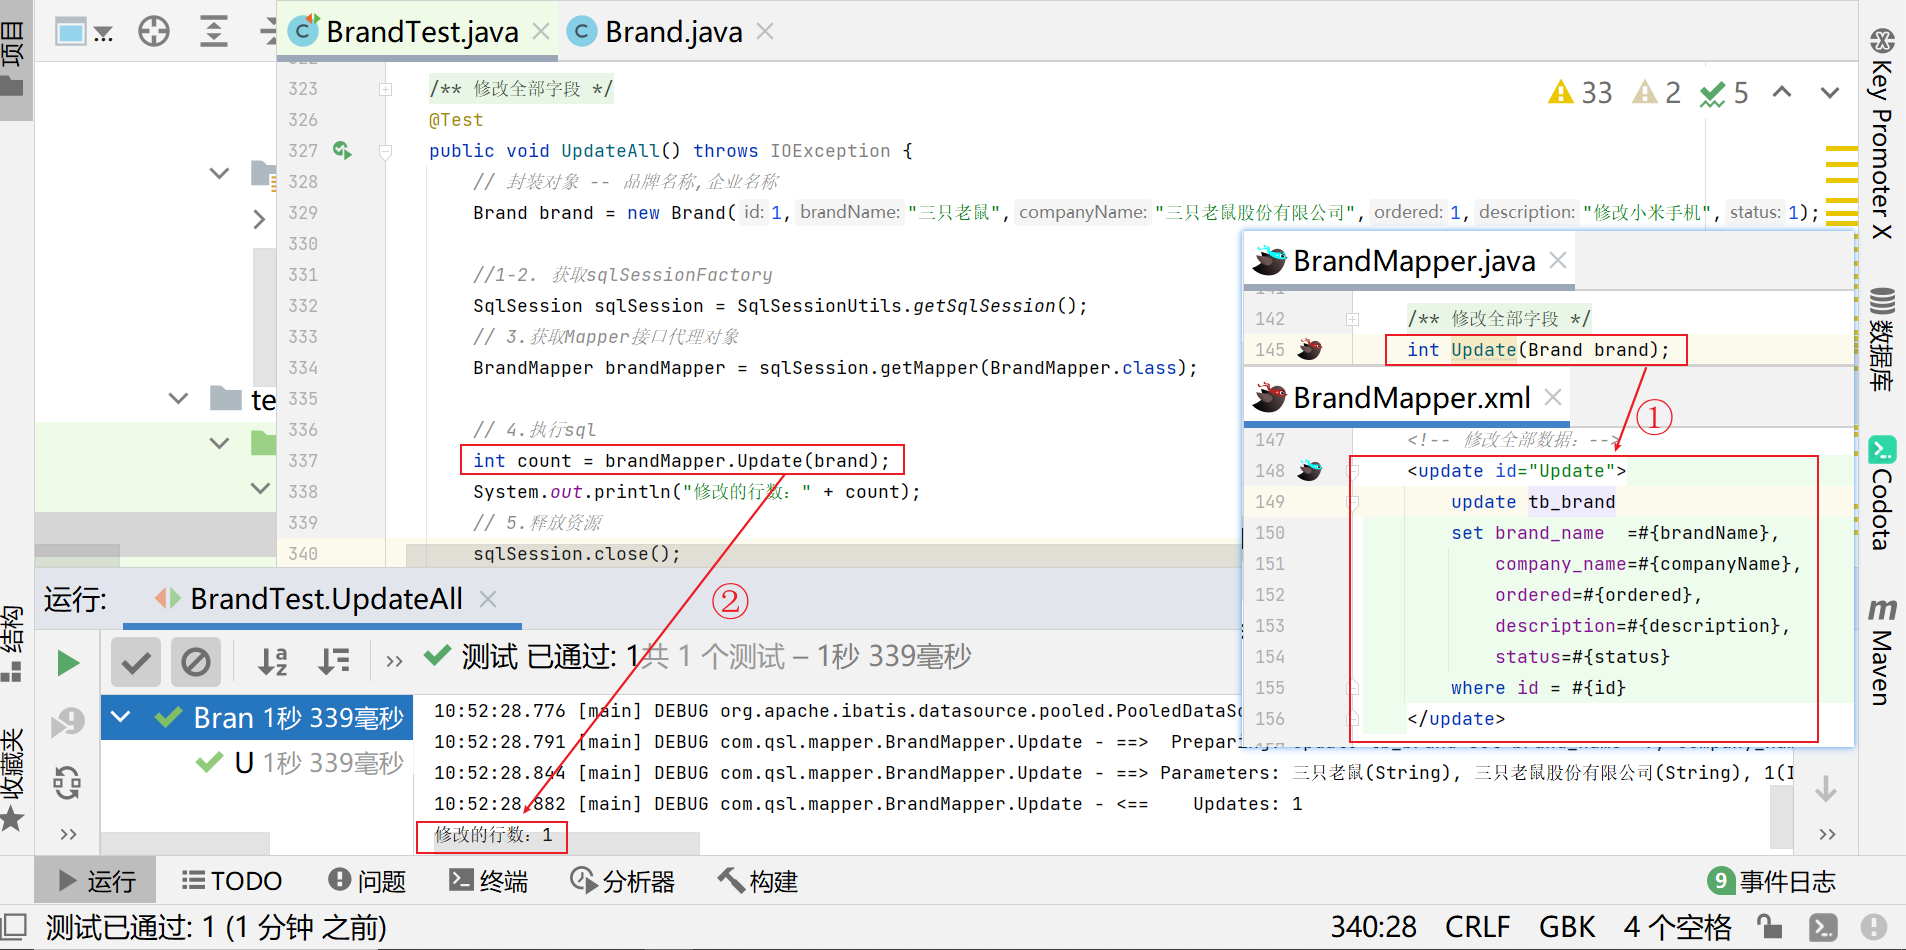 项目
BrandTest.java
Brand.java
323 /** 修改全部字段 */
326 @Test
327 public void UpdateAll() throws IOException {
328 // 封装对象 -- 品牌名称,企业名称
329 Brand brand = new Brand( id: 1, brandName: "三只老鼠", companyName: "三只老鼠股份有限公司", ordered: 1, description: "修改小米手机", status: 1);
330
331 //1-2. 获取sqlSessionFactory
332 SqlSession sqlSession = SqlSessionUtils.getSqlSession();
333 // 3.获取Mapper接口代理对象
334 BrandMapper brandMapper = sqlSession.getMapper(BrandMapper.class);
335
336 // 4.执行sql
337 int count = brandMapper.Update(brand);
338 System.out.println("修改的行数：" + count);
339 // 5.释放资源
340 sqlSession.close();
33 2 5
te
BrandMapper.java
142 /** 修改全部字段 */
145 int Update(Brand brand);
BrandMapper.xml
①
147 <!-- 修改全部数据：-->
148 <update id="Update">
149 update tb_brand
150 set brand_name =#{brandName},
151 company_name=#{companyName},
152 ordered=#{ordered},
153 description=#{description},
154 status=#{status}
155 where id = #{id}
156 </update>
Key Promoter X
数据库
Codota
Maven
运行:
BrandTest.UpdateAll
②
结构
收藏夹
测试 已通过: 1共 1 个测试 – 1秒 339毫秒
Bran 1秒 339毫秒
U 1秒 339毫秒
10:52:28.776 [main] DEBUG org.apache.ibatis.datasource.pooled.PooledDataSc
10:52:28.791 [main] DEBUG com.qsl.mapper.BrandMapper.Update - ==> Preparing:
10:52:28.844 [main] DEBUG com.qsl.mapper.BrandMapper.Update - ==> Parameters: 三只老鼠(String), 三只老鼠股份有限公司(String), 1(I
10:52:28.882 [main] DEBUG com.qsl.mapper.BrandMapper.Update - <== Updates: 1
修改的行数：1
运行
TODO
问题
终端
分析器
构建
9 事件日志
测试已通过: 1 (1 分钟 之前)
340:28 CRLF GBK 4 个空格